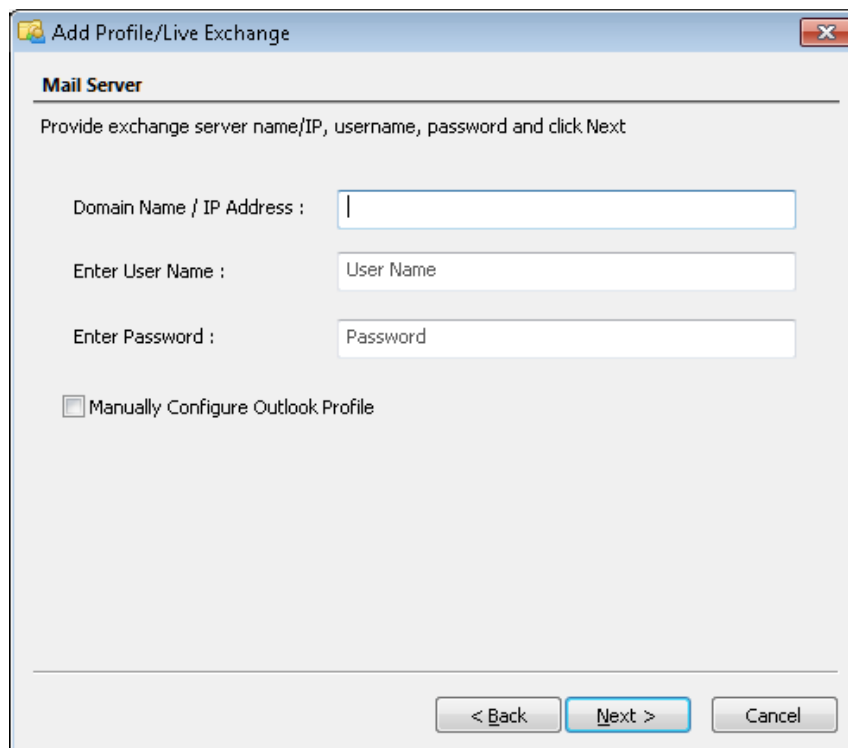 Add Profile/Live Exchange
Mail Server
Provide exchange server name/IP, username, password and click Next
Domain Name / IP Address :
Enter User Name : User Name
Enter Password : Password
Manually Configure Outlook Profile
< Back Next > Cancel